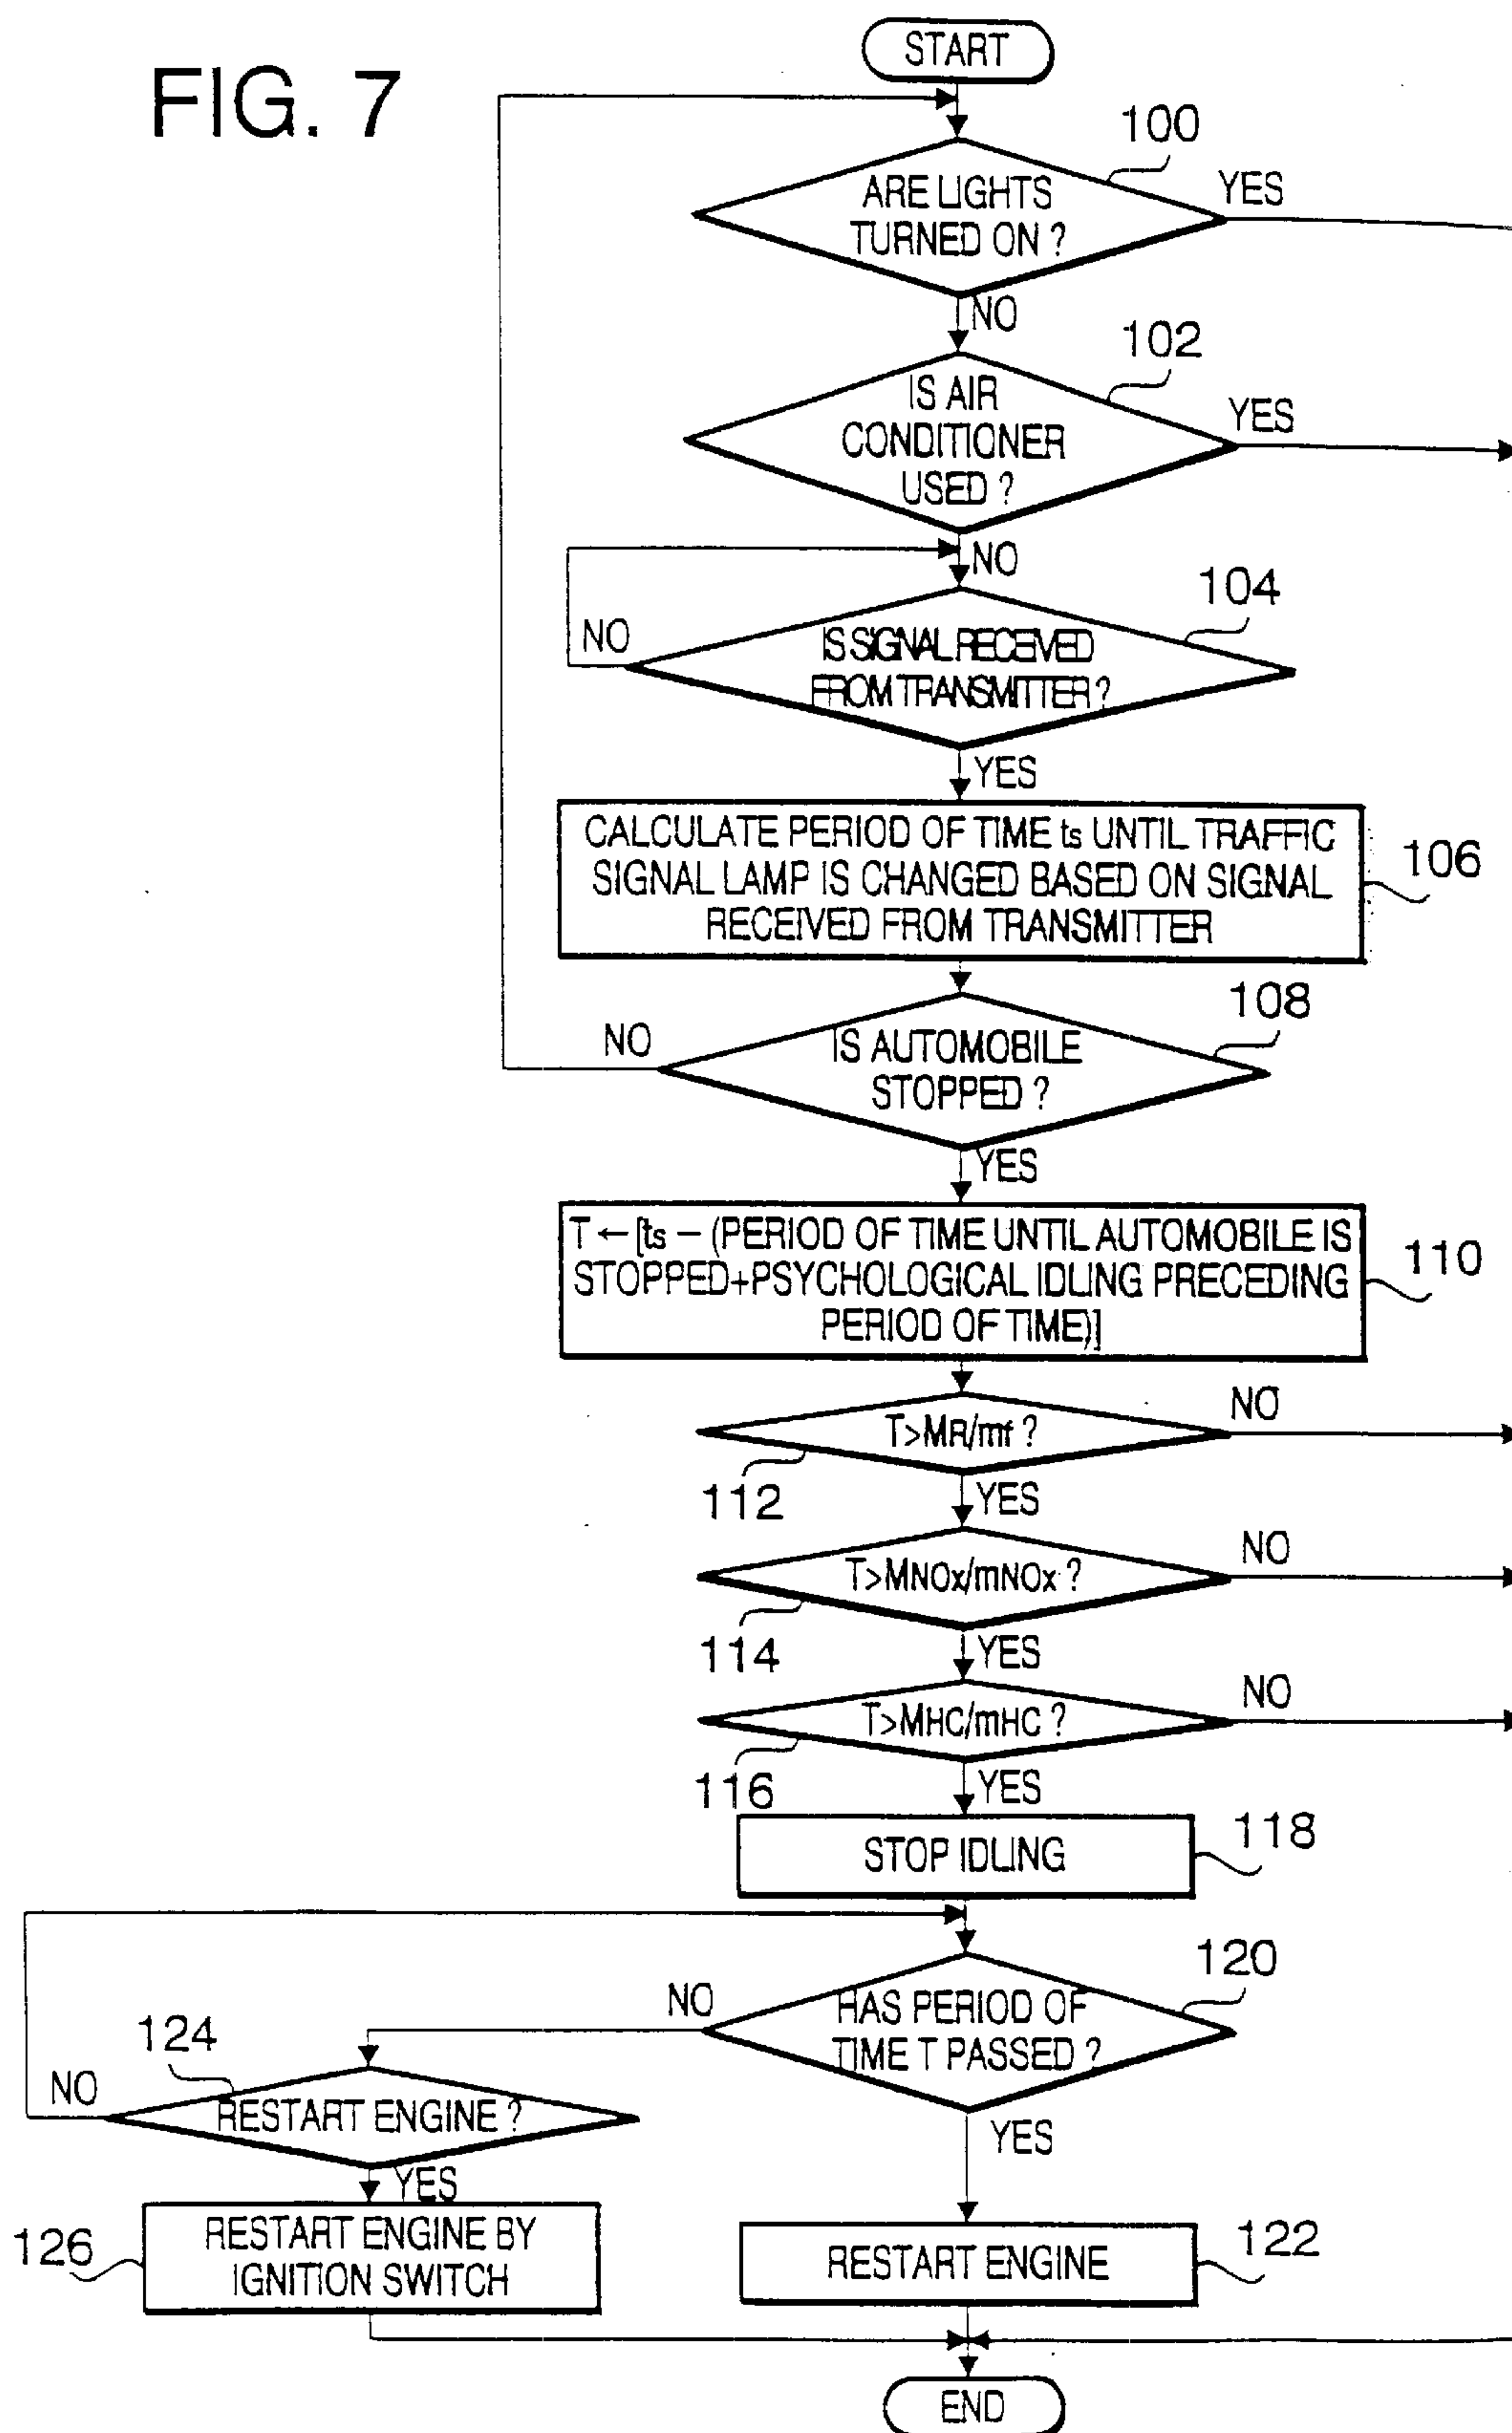 FIG. 7
START
100
ARE LIGHTS
TURNED ON ?
YES
NO
102
IS AIR
CONDITIONER
USED ?
YES
NO
104
NO
IS SIGNAL RECEIVED
FROM TRANSMITTER ?
YES
CALCULATE PERIOD OF TIME ts UNTIL TRAFFIC
SIGNAL LAMP IS CHANGED BASED ON SIGNAL
RECEIVED FROM TRANSMITTER
106
108
NO
IS AUTOMOBILE
STOPPED ?
YES
T ← [ts – (PERIOD OF TIME UNTIL AUTOMOBILE IS
STOPPED+PSYCHOLOGICAL IDLING PRECEDING
PERIOD OF TIME)]
110
T>MR/mf ?
NO
112
YES
T>MNOx/mNOx ?
NO
114
YES
T>MHC/mHC ?
NO
116
YES
STOP IDLING
118
120
NO
HAS PERIOD OF
TIME T PASSED ?
124
NO
RESTART ENGINE ?
YES
YES
126
RESTART ENGINE BY
IGNITION SWITCH
RESTART ENGINE
122
END